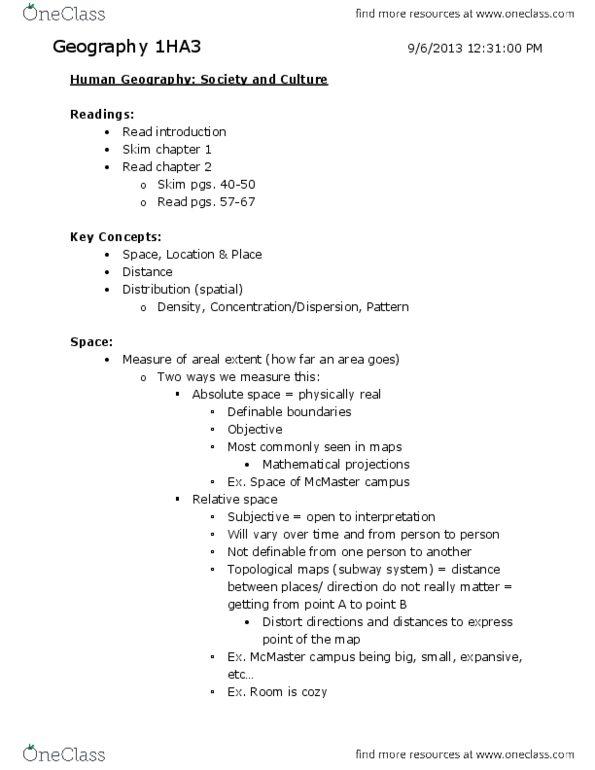 OneClass find more resources at www.oneclass.com
Geography 1HA3 9/6/2013 12:31:00 PM
Human Geography: Society and Culture
Readings:
• Read introduction
• Skim chapter 1
• Read chapter 2
o Skim pgs. 40-50
o Read pgs. 57-67
Key Concepts:
• Space, Location & Place
• Distance
• Distribution (spatial)
o Density, Concentration/Dispersion, Pattern
Space:
• Measure of areal extent (how far an area goes)
o Two ways we measure this:
▪ Absolute space = physically real
▫ Definable boundaries
▫ Objective
▫ Most commonly seen in maps
• Mathematical projections
▫ Ex. Space of McMaster campus
▪ Relative space
▫ Subjective = open to interpretation
▫ Will vary over time and from person to person
▫ Not definable from one person to another
▫ Topological maps (subway system) = distance
between places/ direction do not really matter =
getting from point A to point B
• Distort directions and distances to express
point of the map
▫ Ex. McMaster campus being big, small, expansive,
etc…
▫ Ex. Room is cozy
OneClass find more resources at www.oneclass.com